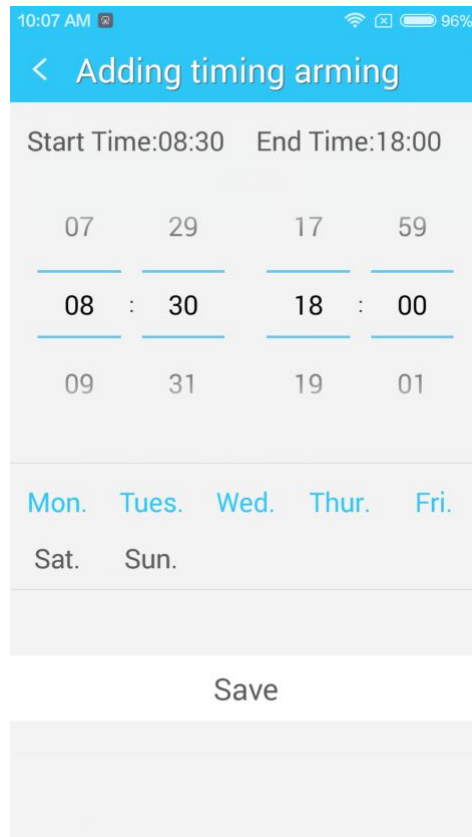 10:07 AM 96%
< Adding timing arming
Start Time:08:30 End Time:18:00
07 29 17 59
08 : 30 18 : 00
09 31 19 01
Mon. Tues. Wed. Thur. Fri.
Sat. Sun.
Save